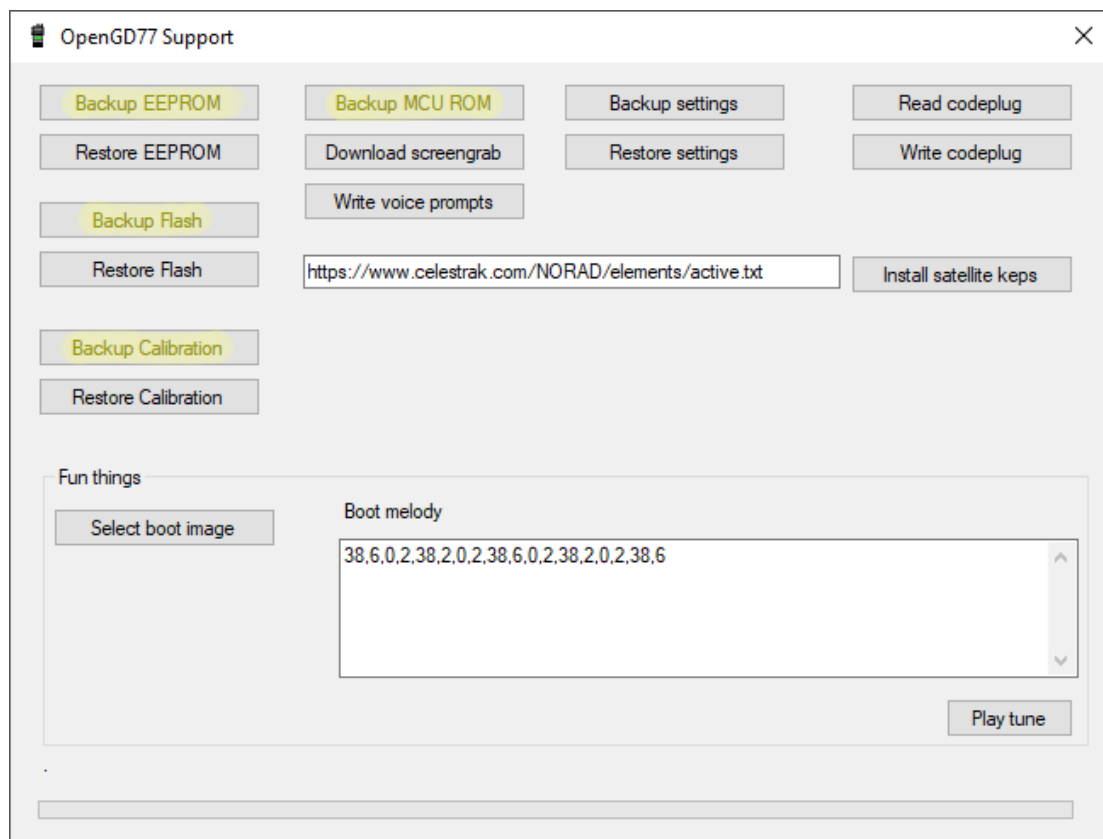 OpenGD77 Support
Backup EEPROM
Backup MCU ROM
Backup settings
Read codeplug
Restore EEPROM
Download screengrab
Restore settings
Write codeplug
Write voice prompts
Backup Flash
Restore Flash
https://www.celestrak.com/NORAD/elements/active.txt
Install satellite keps
Backup Calibration
Restore Calibration
Fun things
Select boot image
Boot melody
38,6,0,2,38,2,0,2,38,6,0,2,38,2,0,2,38,6
Play tune
.